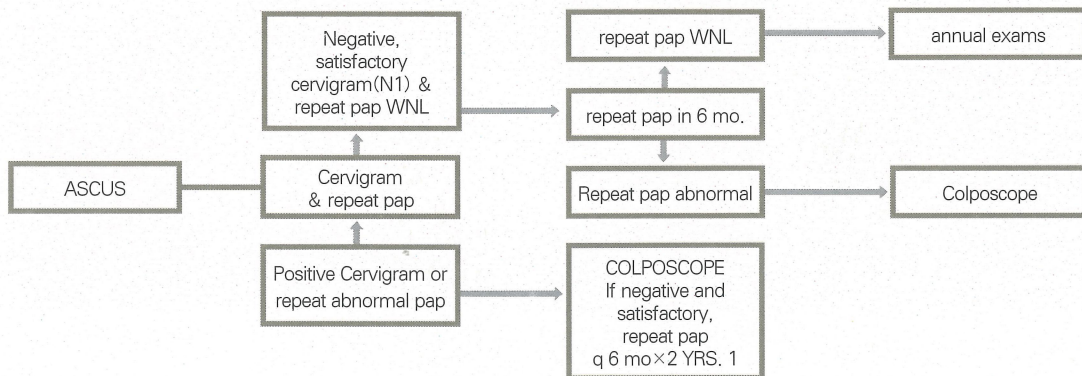 Negative,
satisfactory
cervigram(N1) &
repeat pap WNL
repeat pap WNL
annual exams
repeat pap in 6 mo.
ASCUS
Cervigram
& repeat pap
Repeat pap abnormal
Colposcope
Positive Cervigram or
repeat abnormal pap
COLPOSCOPE
If negative and
satisfactory,
repeat pap
q 6 mo×2 YRS. 1